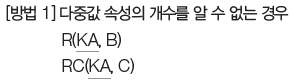 [방법 1] 다중값 속성의 개수를 알 수 없는 경우
R(KA, B)
RC(KA, C)